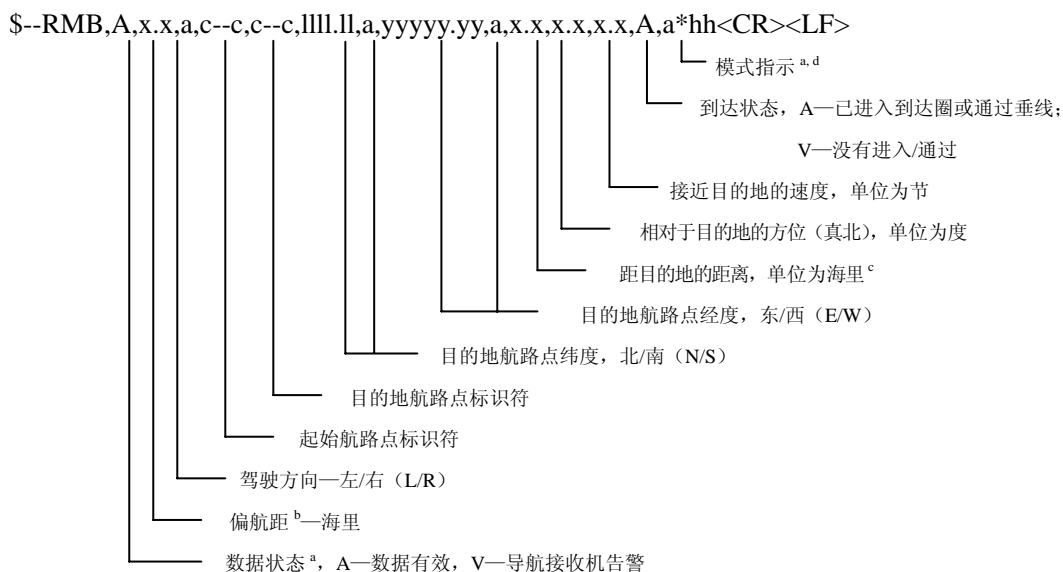 $--RMB,A,x.x,a,c--c,c--c,llll.ll,a,yyyyy.yy,a,x.x,x.x,x.x,A,a*hh<CR><LF>
模式指示 a, d
到达状态，A—已进入到达圈或通过垂线；
V—没有进入/通过
接近目的地的速度，单位为节
相对于目的地的方位（真北），单位为度
距目的地的距离，单位为海里 c
目的地航路点经度，东/西（E/W）
目的地航路点纬度，北/南（N/S）
目的地航路点标识符
起始航路点标识符
驾驶方向—左/右（L/R）
偏航距 b—海里
数据状态 a，A—数据有效，V—导航接收机告警